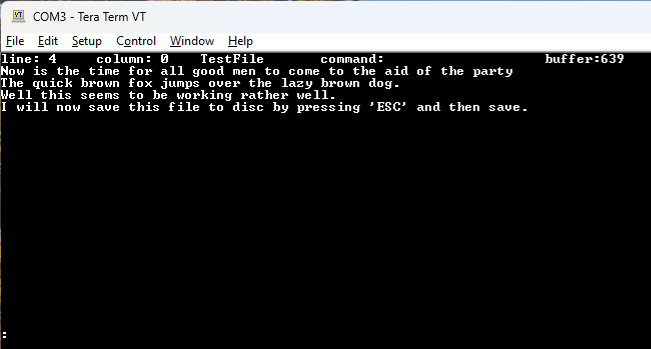 VT COM3 - Tera Term VT
File Edit Setup Control Window Help
line: 4 column: 0 TestFile command: buffer:639
Now is the time for all good men to come to the aid of the party
The quick brown fox jumps over the lazy brown dog.
Well this seems to be working rather well.
I will now save this file to disc by pressing 'ESC' and then save.
: